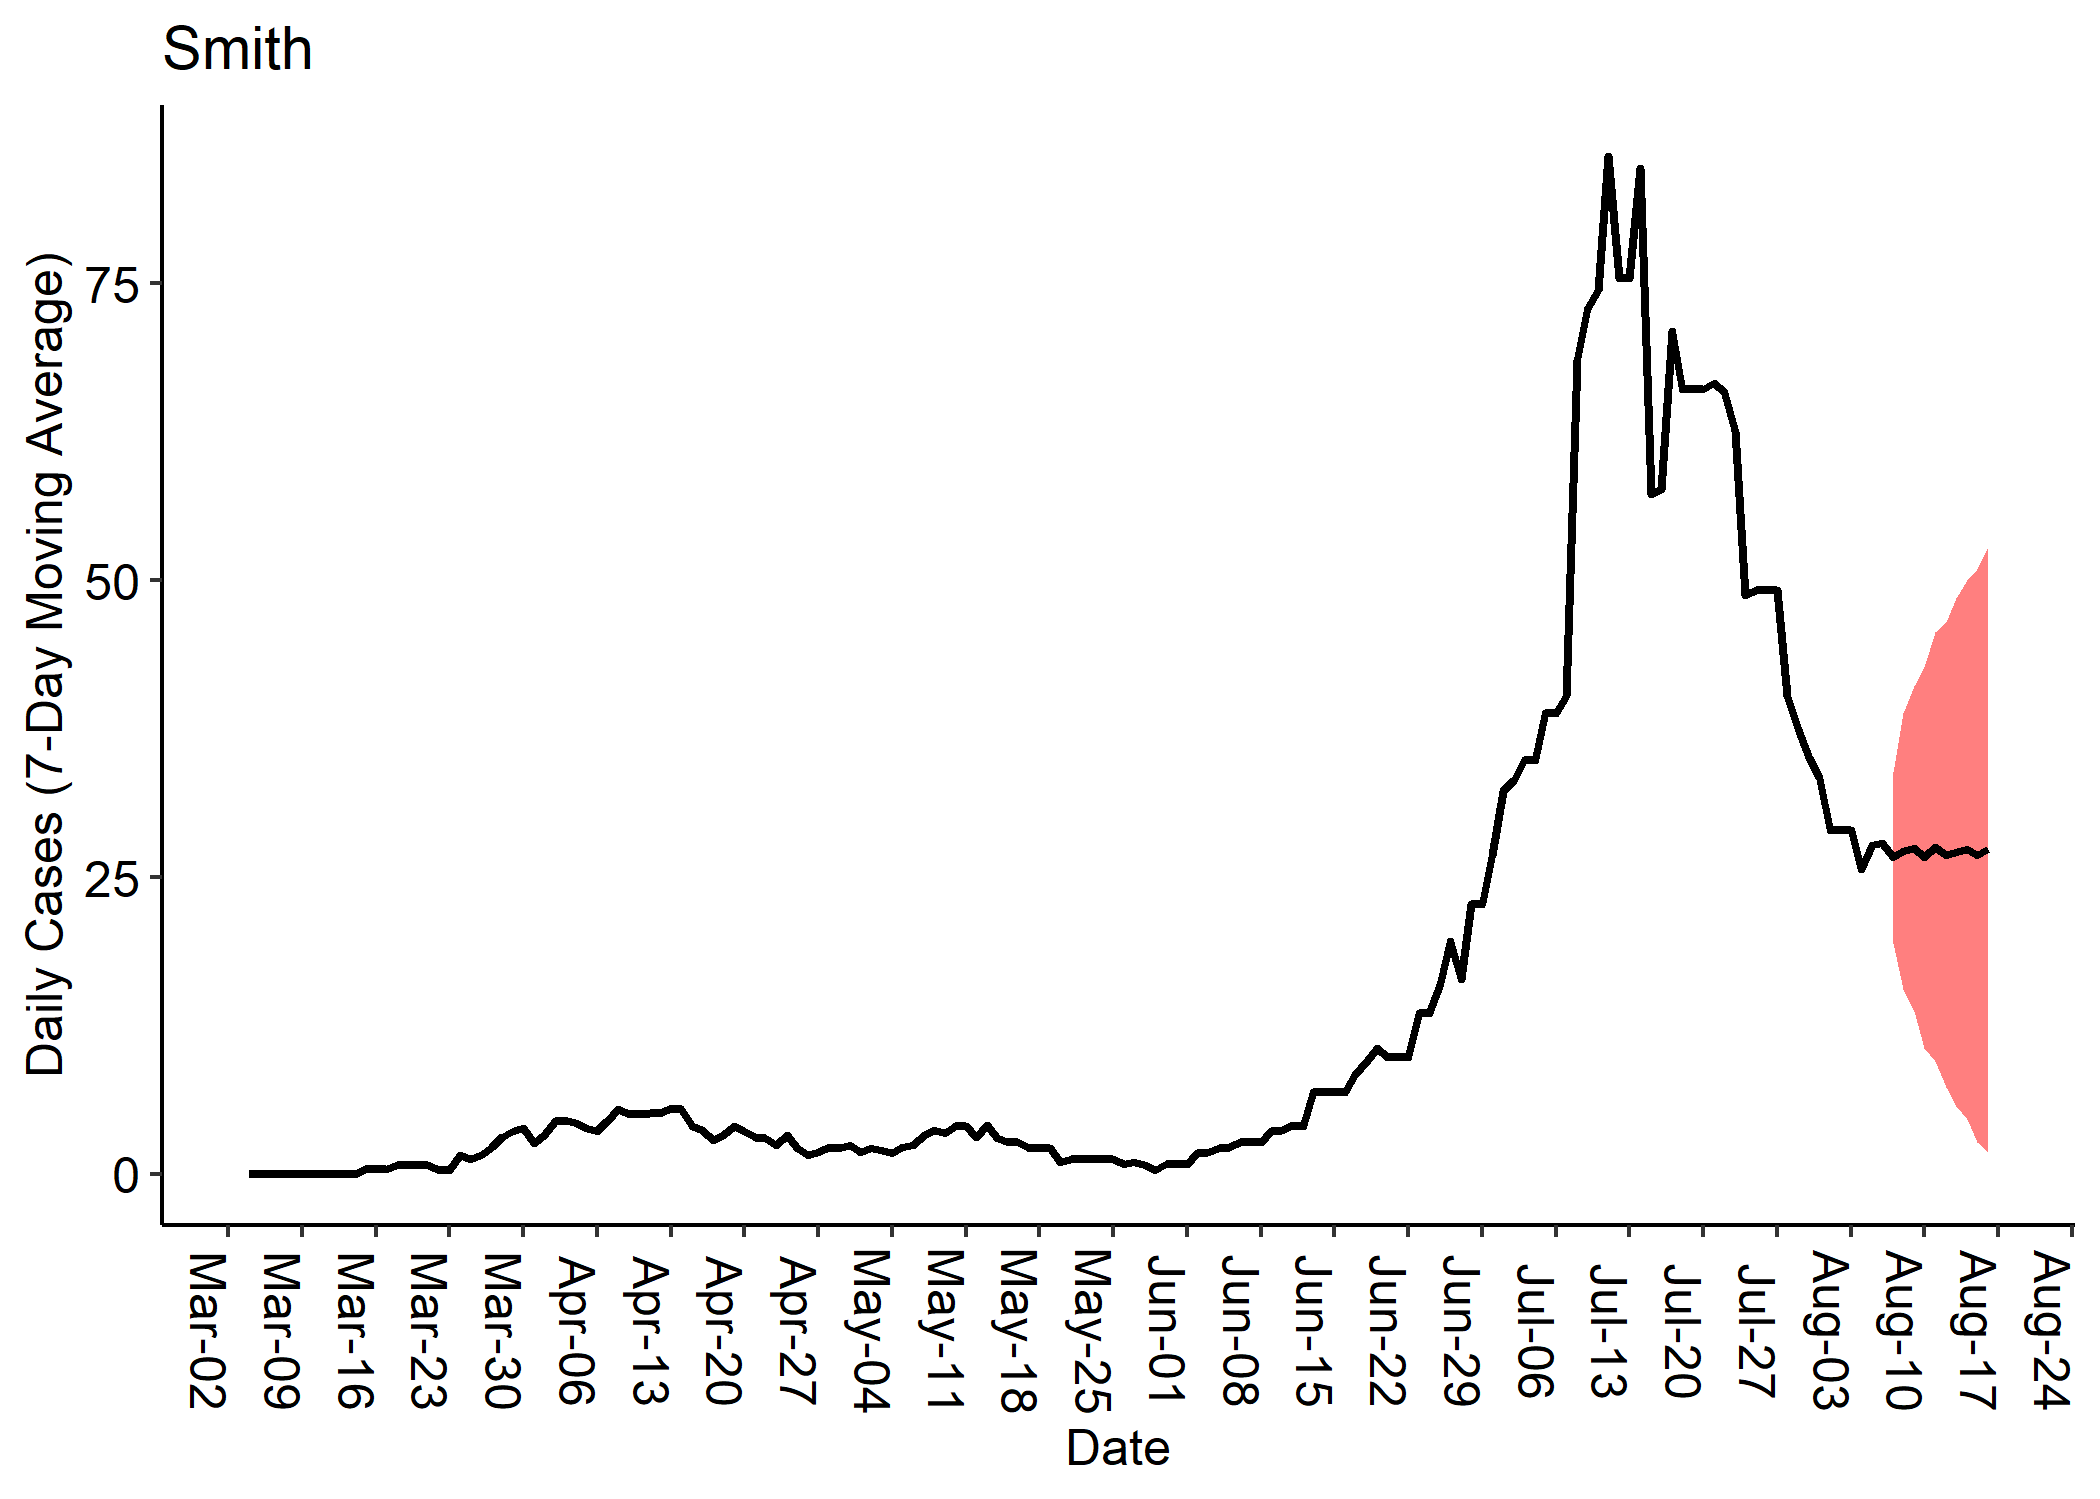 Smith
Daily Cases (7-Day Moving Average)
75
50
25
0
Mar-02
Mar-09
Mar-16
Mar-23
Mar-30
Apr-06
Apr-13
Apr-20
Apr-27
May-04
May-11
May-18
May-25
Jun-01
Jun-08
Jun-15
Jun-22
Jun-29
Jul-06
Jul-13
Jul-20
Jul-27
Aug-03
Aug-10
Aug-17
Aug-24
Date